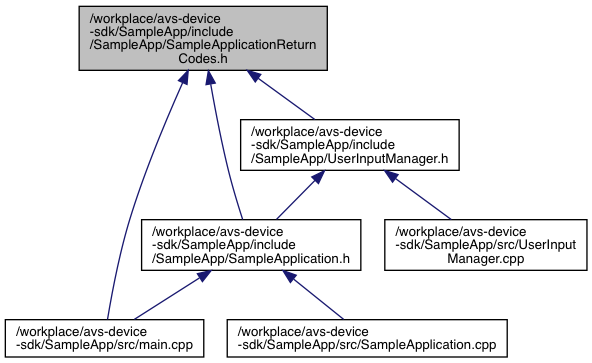 /workplace/avs-device
-sdk/SampleApp/include
/SampleApp/SampleApplicationReturn
Codes.h
/workplace/avs-device
-sdk/SampleApp/include
/SampleApp/UserInputManager.h
/workplace/avs-device
-sdk/SampleApp/include
/SampleApp/SampleApplication.h
/workplace/avs-device
-sdk/SampleApp/src/UserInput
Manager.cpp
/workplace/avs-device
-sdk/SampleApp/src/main.cpp
/workplace/avs-device
-sdk/SampleApp/src/SampleApplication.cpp